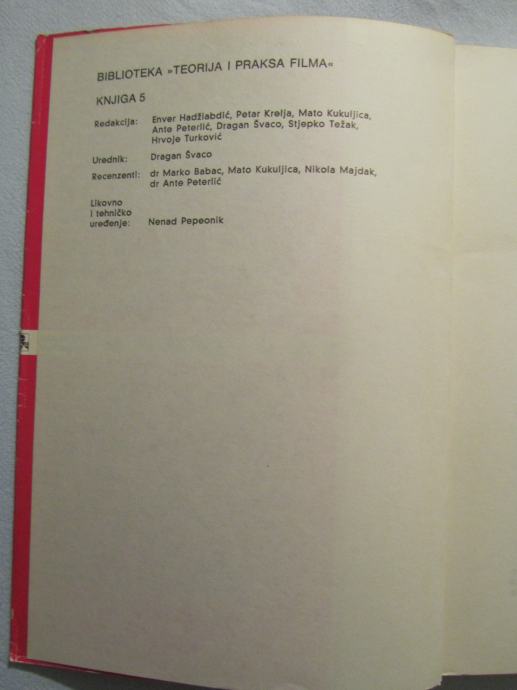 BIBLIOTEKA »TEORIJA I PRAKSA FILMA«
KNJIGA 5
Redakcija: Enver Hadžiabdić, Petar Krelja, Mato Kukuljica,
Ante Peterlić, Dragan Švaco, Stjepko Težak,
Hrvoje Turković
Urednik: Dragan Švaco
Recenzenti: dr Marko Babac, Mato Kukuljica, Nikola Majdak,
dr Ante Peterlić
Likovno
i tehničko
uređenje: Nenad Pepeonik